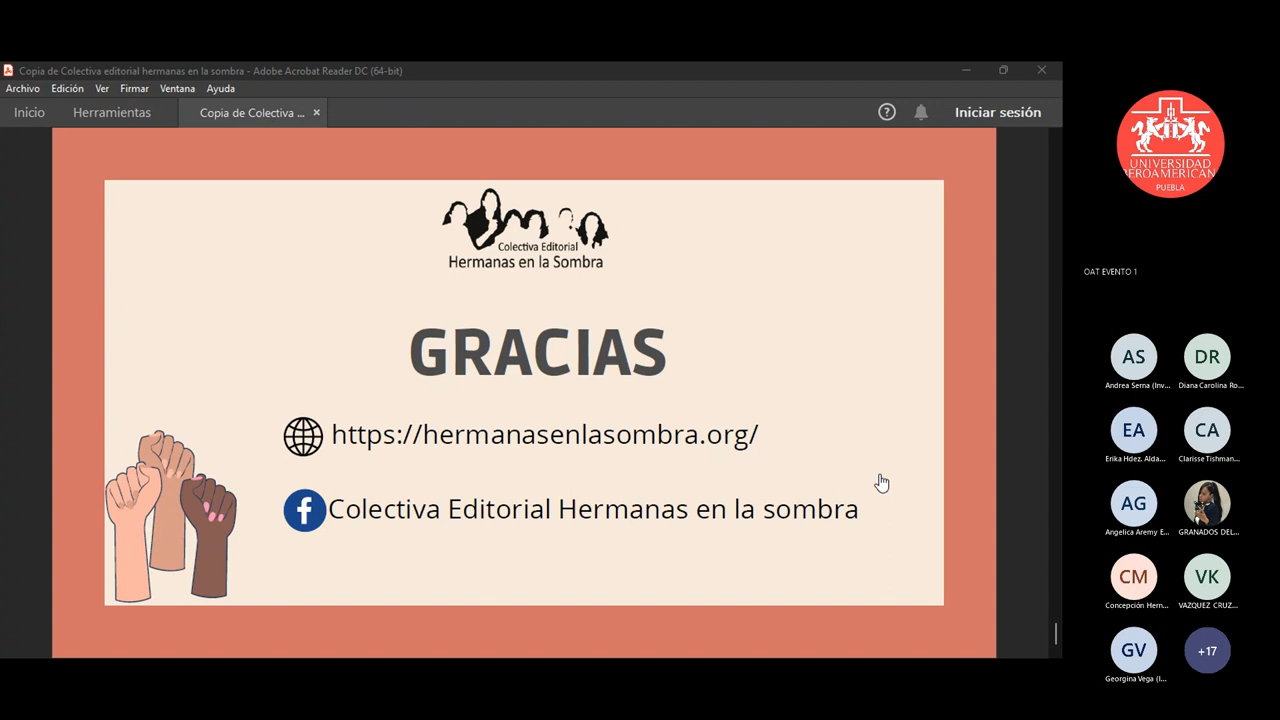 Copia de Colectiva editorial hermanas en la sombra - Adobe Acrobat Reader DC (64-bit)
Archivo Edición Ver Firmar Ventana Ayuda
Inicio Herramientas Copia de Colectiva ... × ? Iniciar sesión
Colectiva Editorial
Hermanas en la Sombra
GRACIAS
https://hermanasenlasombra.org/
f Colectiva Editorial Hermanas en la sombra
UNIVERSIDAD
IBEROAMERICAN
PUEBLA
OAT EVENTO 1
AS DR
Andrea Serna (Inv... Diana Carolina Ro...
EA CA
Erika Hdez. Alda... Clarisse Tishman...
AG
Angelica Aremy E... GRANADOS DEL...
CM VK
Concepción Hern... VAZQUEZ CRUZ...
GV +17
Georgina Vega (I...